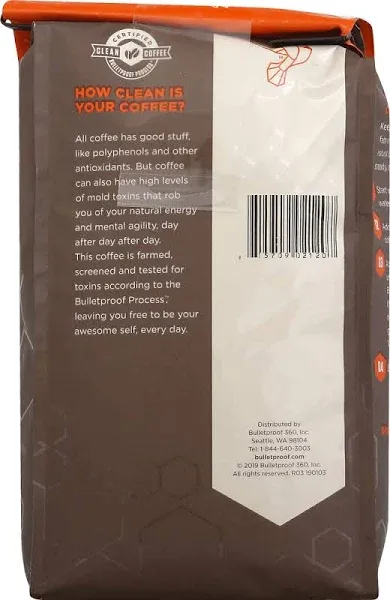 CERTIFIED
CLEAN COFFEE
BULLETPROOF PROCESS
HOW CLEAN IS
YOUR COFFEE?
All coffee has good stuff,
like polyphenols and other
antioxidants. But coffee
can also have high levels
of mold toxins that rob
you of your natural energy
and mental agility, day
after day after day.
This coffee is farmed,
screened and tested for
toxins according to the
Bulletproof Process™,
leaving you free to be your
awesome self, every day.
15709 02120
Distributed by
Bulletproof 360, Inc.
Seattle, WA 98104
Tel: 1-844-640-3003
bulletproof.com
© 2019 Bulletproof 360, Inc.
All rights reserved. R03 190103